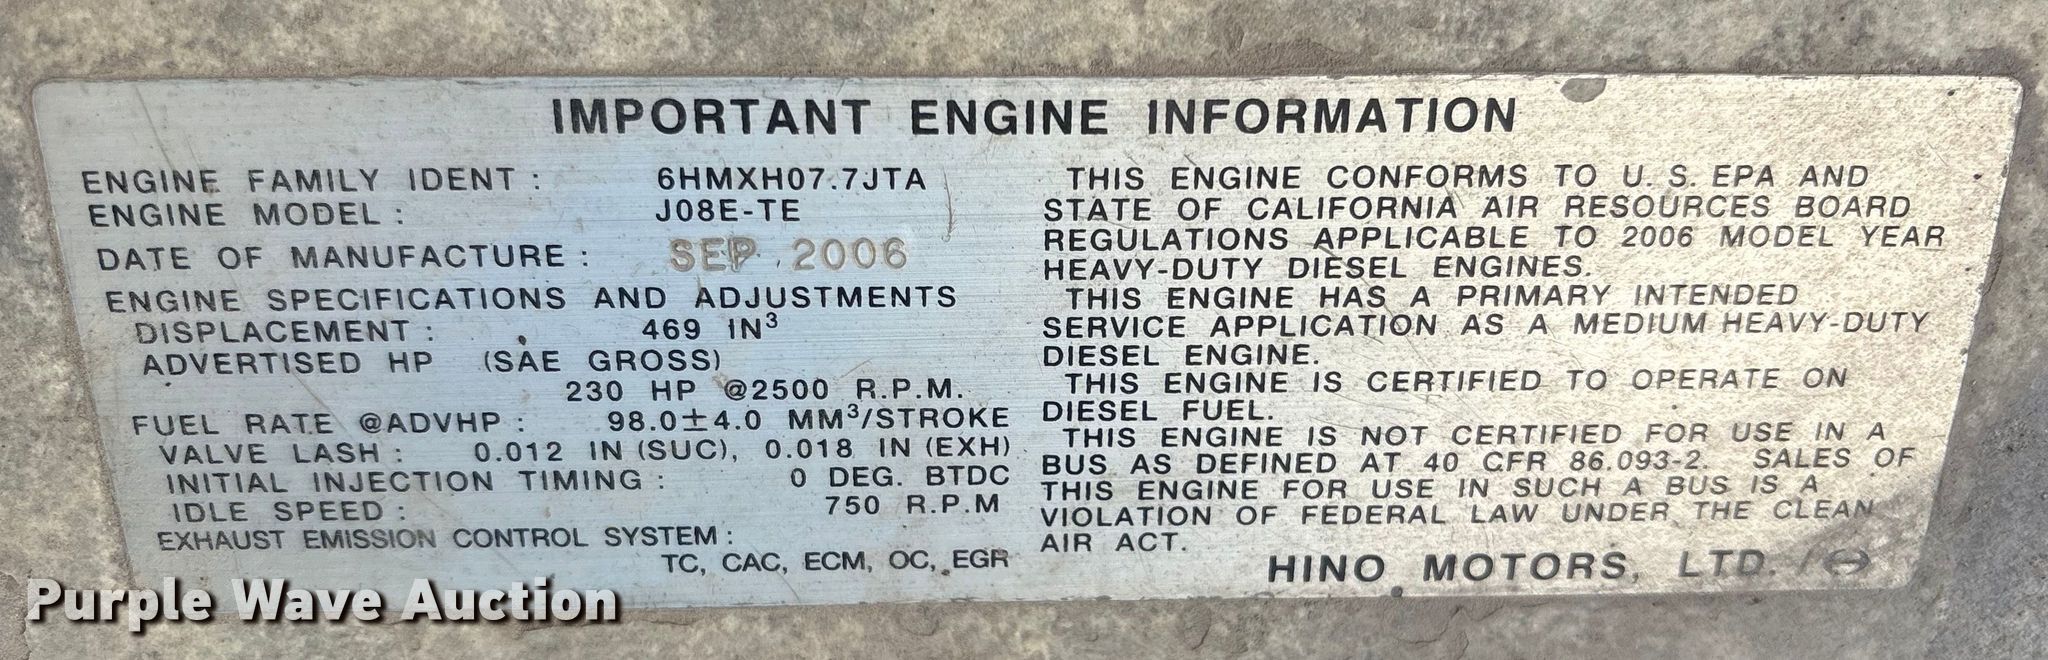 IMPORTANT ENGINE INFORMATION
ENGINE FAMILY IDENT : 6HMXH07.7JTA
ENGINE MODEL : J08E-TE
DATE OF MANUFACTURE : SEP 2006
ENGINE SPECIFICATIONS AND ADJUSTMENTS
DISPLACEMENT : 469 IN³
ADVERTISED HP (SAE GROSS)
230 HP @2500 R.P.M.
FUEL RATE @ADVHP : 98.0±4.0 MM³/STROKE
VALVE LASH : 0.012 IN (SUC), 0.018 IN (EXH)
INITIAL INJECTION TIMING : 0 DEG. BTDC
IDLE SPEED : 750 R.P.M
EXHAUST EMISSION CONTROL SYSTEM :
TC, CAC, ECM, OC, EGR
THIS ENGINE CONFORMS TO U.S. EPA AND
STATE OF CALIFORNIA AIR RESOURCES BOARD
REGULATIONS APPLICABLE TO 2006 MODEL YEAR
HEAVY-DUTY DIESEL ENGINES.
THIS ENGINE HAS A PRIMARY INTENDED
SERVICE APPLICATION AS A MEDIUM HEAVY-DUTY
DIESEL ENGINE.
THIS ENGINE IS CERTIFIED TO OPERATE ON
DIESEL FUEL.
THIS ENGINE IS NOT CERTIFIED FOR USE IN A
BUS AS DEFINED AT 40 CFR 86.093-2. SALES OF
THIS ENGINE FOR USE IN SUCH A BUS IS A
VIOLATION OF FEDERAL LAW UNDER THE CLEAN
AIR ACT.
HINO MOTORS, LTD.
Purple Wave Auction